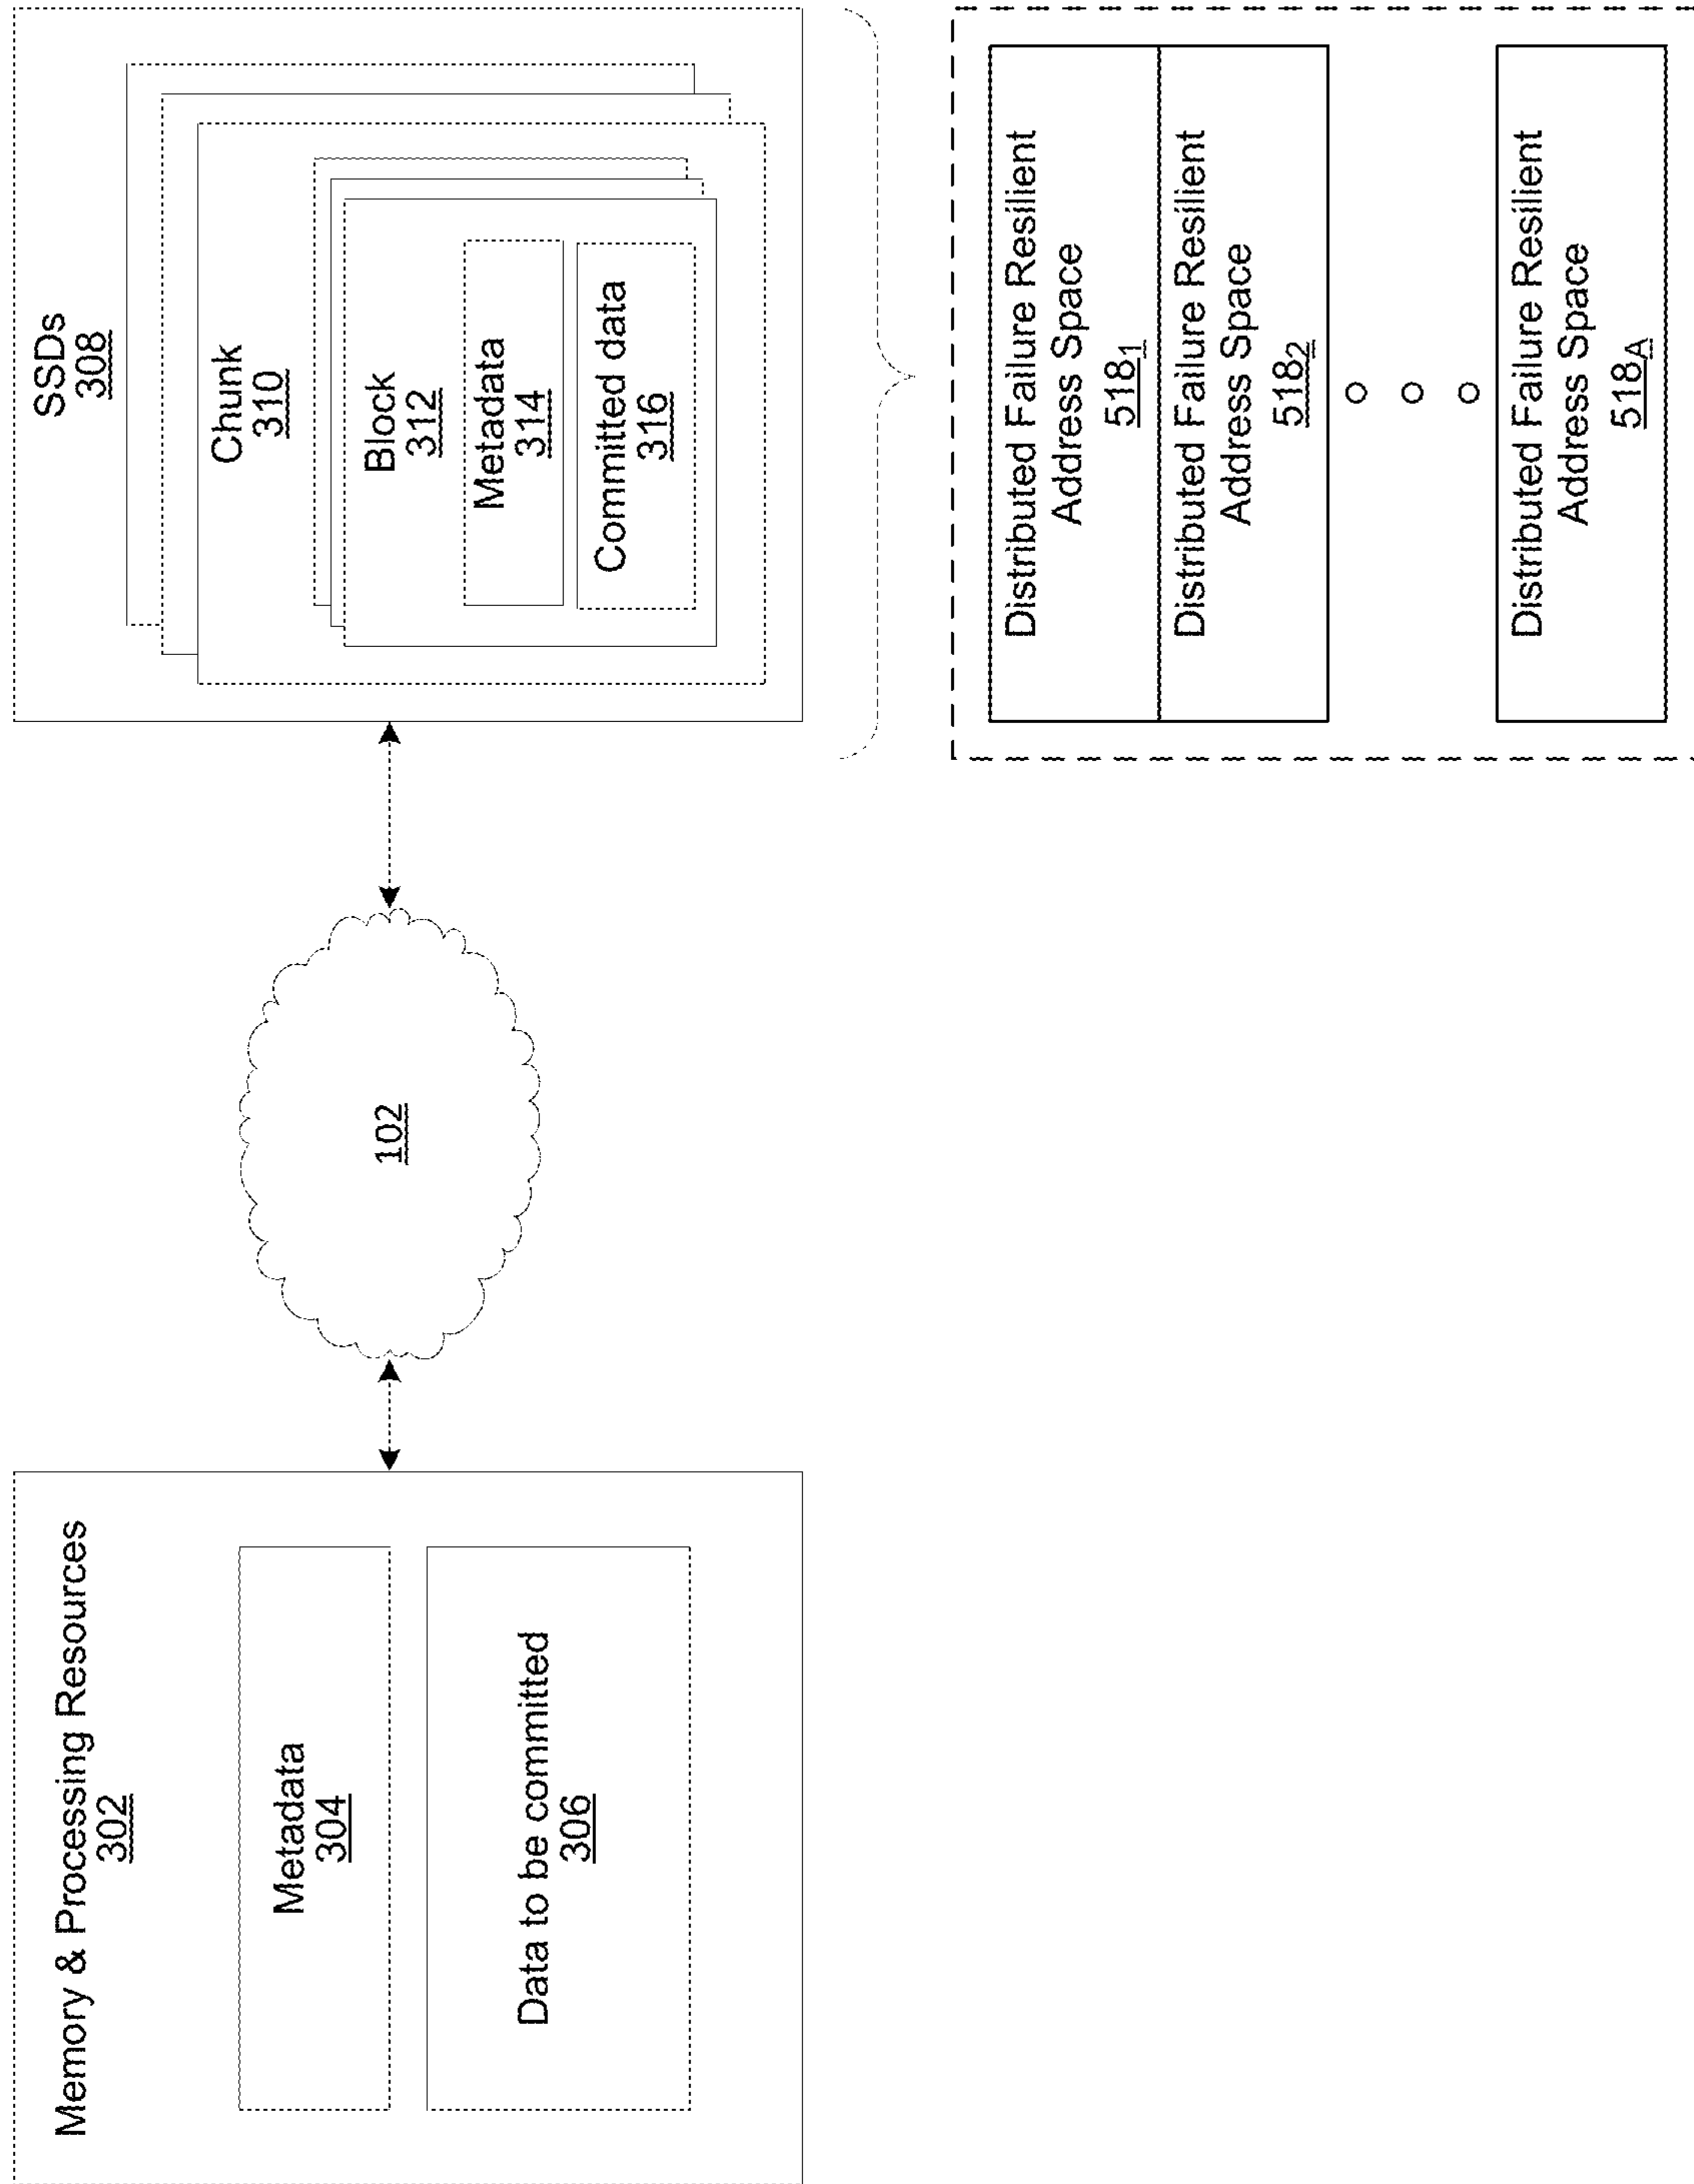 Memory & Processing Resources
302
Metadata
304
Data to be committed
306
102
SSDs
308
Chunk
310
Block
312
Metadata
314
Committed data
316
Distributed Failure Resilient
Address Space
518₁
Distributed Failure Resilient
Address Space
518₂
Distributed Failure Resilient
Address Space
518A